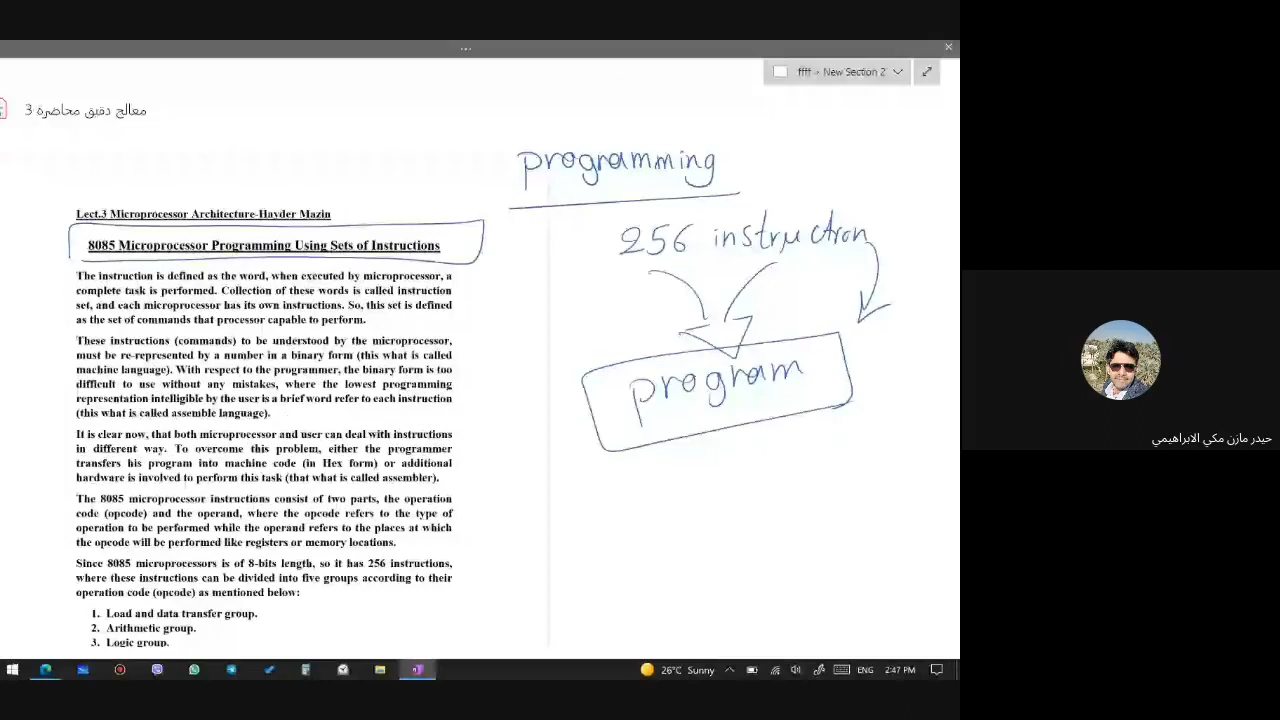 ffff → New Section 2
معالج دقيق محاضرة 3
programming
256 instruction
program
Lect.3 Microprocessor Architecture-Hayder Mazin
8085 Microprocessor Programming Using Sets of Instructions
The instruction is defined as the word, when executed by microprocessor, a
complete task is performed. Collection of these words is called instruction
set, and each microprocessor has its own instructions. So, this set is defined
as the set of commands that processor capable to perform.
These instructions (commands) to be understood by the microprocessor,
must be re-represented by a number in a binary form (this what is called
machine language). With respect to the programmer, the binary form is too
difficult to use without any mistakes, where the lowest programming
representation intelligible by the user is a brief word refer to each instruction
(this what is called assemble language).
It is clear now, that both microprocessor and user can deal with instructions
in different way. To overcome this problem, either the programmer
transfers his program into machine code (in Hex form) or additional
hardware is involved to perform this task (that what is called assembler).
The 8085 microprocessor instructions consist of two parts, the operation
code (opcode) and the operand, where the opcode refers to the type of
operation to be performed while the operand refers to the places at which
the opcode will be performed like registers or memory locations.
Since 8085 microprocessors is of 8-bits length, so it has 256 instructions,
where these instructions can be divided into five groups according to their
operation code (opcode) as mentioned below:
1. Load and data transfer group.
2. Arithmetic group.
3. Logic group.
حيدر مازن مكي الابراهيمي
26°C Sunny
ENG
2:47 PM